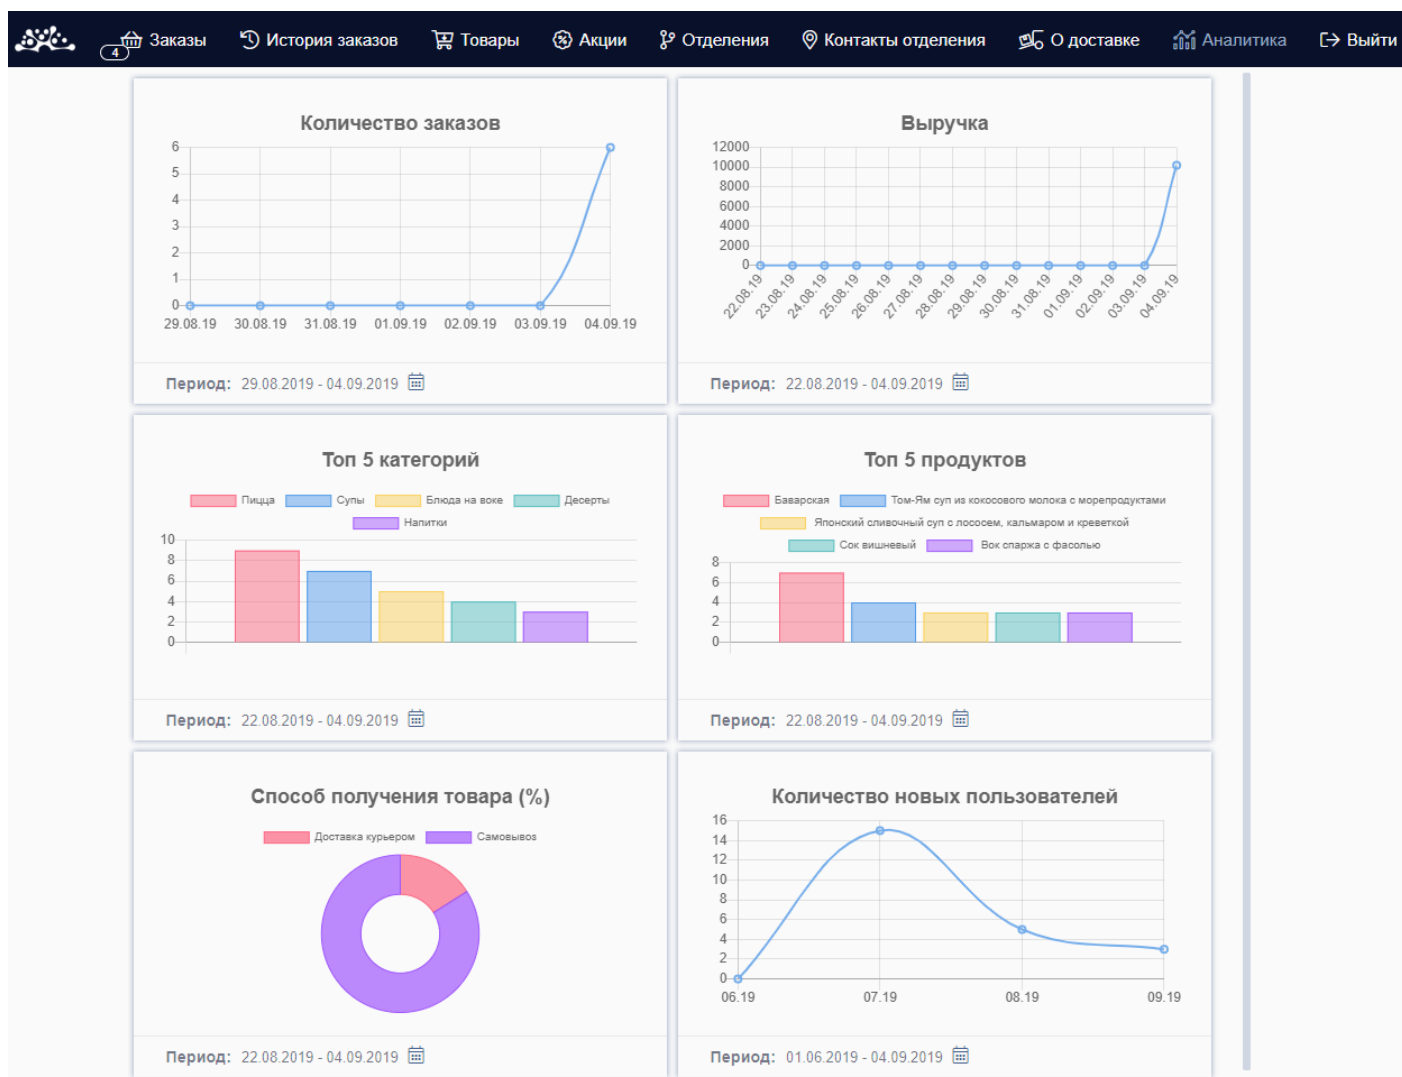 4 Заказы История заказов Товары Акции Отделения Контакты отделения О доставке Аналитика Выйти
Количество заказов
6
5
4
3
2
1
0
29.08.19 30.08.19 31.08.19 01.09.19 02.09.19 03.09.19 04.09.19
Период: 29.08.2019 - 04.09.2019
Выручка
12000
10000
8000
6000
4000
2000
0
22.08.19 23.08.19 24.08.19 25.08.19 26.08.19 27.08.19 28.08.19 29.08.19 30.08.19 31.08.19 01.09.19 02.09.19 03.09.19 04.09.19
Период: 22.08.2019 - 04.09.2019
Топ 5 категорий
Пицца Супы Блюда на воке Десерты
Напитки
10
8
6
4
2
0
Период: 22.08.2019 - 04.09.2019
Топ 5 продуктов
Баварская Том-Ям суп из кокосового молока с морепродуктами
Японский сливочный суп с лососем, кальмаром и креветкой
Сок вишневый Вок спаржа с фасолью
8
6
4
2
0
Период: 22.08.2019 - 04.09.2019
Способ получения товара (%)
Доставка курьером Самовывоз
Период: 22.08.2019 - 04.09.2019
Количество новых пользователей
16
14
12
10
8
6
4
2
0
06.19 07.19 08.19 09.19
Период: 01.06.2019 - 04.09.2019